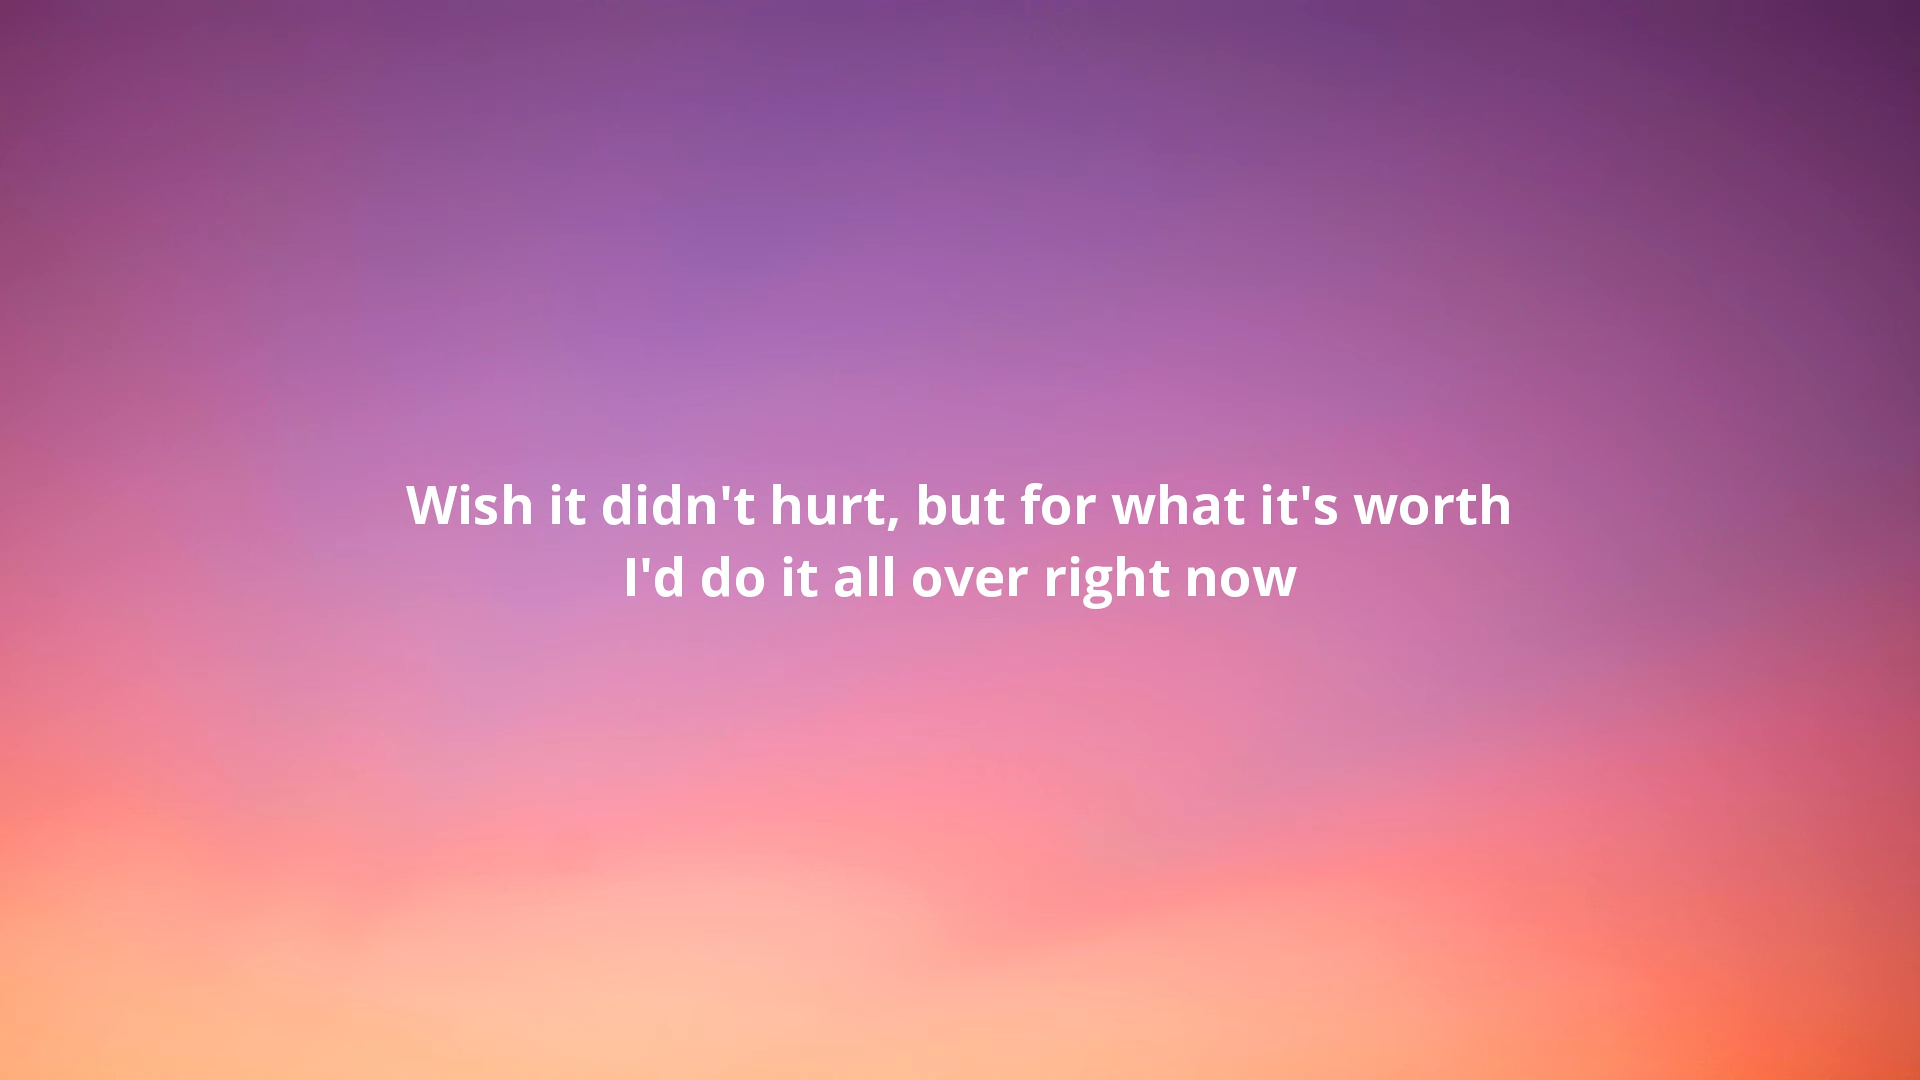 Wish it didn't hurt, but for what it's worth
I'd do it all over right now